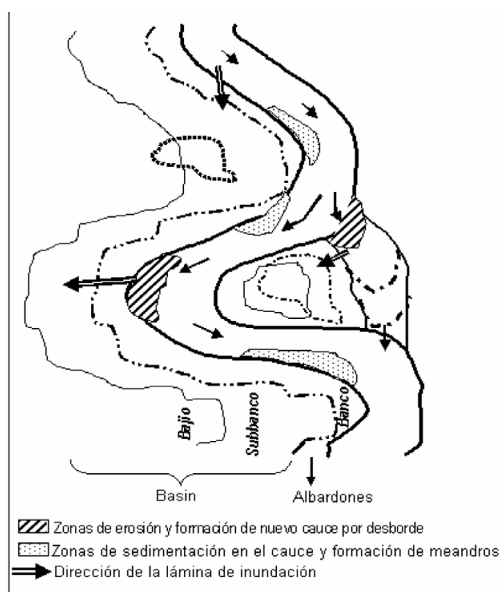 Bajío
Subbanco
Banco
Basin
Albardones
Zonas de erosión y formación de nuevo cauce por desborde
Zonas de sedimentación en el cauce y formación de meandros
Dirección de la lámina de inundación